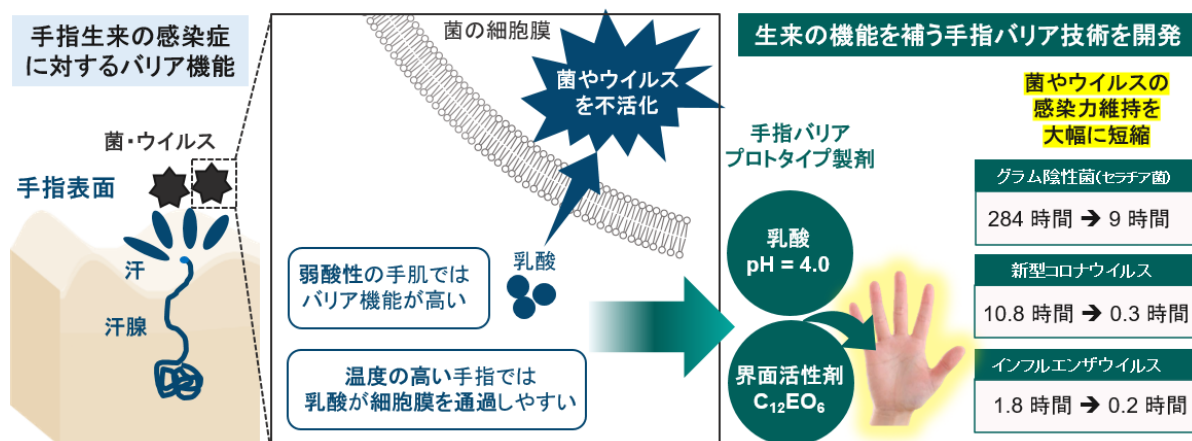 手指生来の感染症
に対するバリア機能
菌・ウイルス
手指表面
汗
汗腺
菌の細胞膜
菌やウイルス
を不活化
乳酸
弱酸性の手肌では
バリア機能が高い
温度の高い手指では
乳酸が細胞膜を通過しやすい
生来の機能を補う手指バリア技術を開発
手指バリア
プロトタイプ製剤
乳酸
pH = 4.0
界面活性剤
C₁₂EO₆
菌やウイルスの
感染力維持を
大幅に短縮
グラム陰性菌(セラチア菌)
284 時間 ➔ 9 時間
新型コロナウイルス
10.8 時間 ➔ 0.3 時間
インフルエンザウイルス
1.8 時間 ➔ 0.2 時間